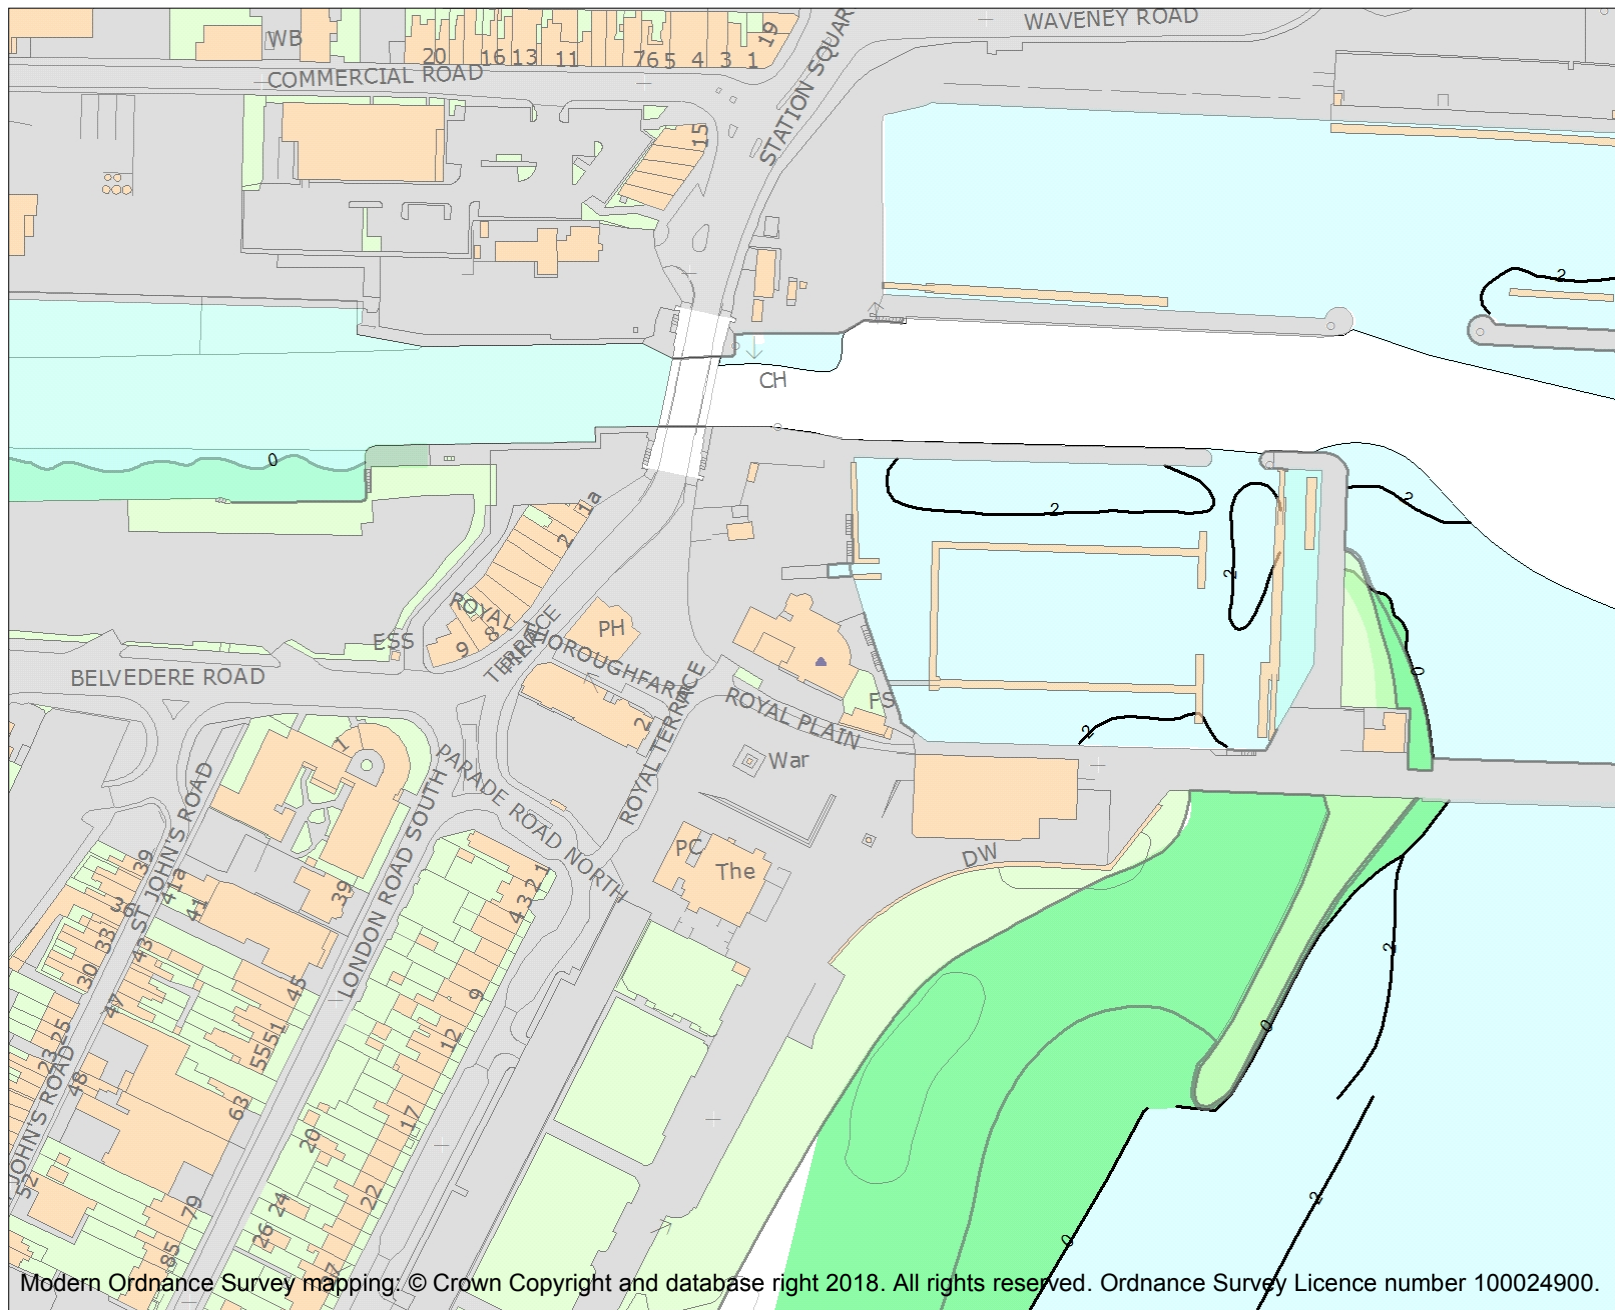 WAVENEY ROAD
19
WB
20
16
13
11
76
5
4
3
1
COMMERCIAL ROAD
STATION SQUAR
15
2
CH
0
2
2
1a
2
2
ROYAL THOROUGHFARE
TERRACE
PH
ESS
9
8
BELVEDERE ROAD
0
ROYAL TERRACE
FS
ROYAL PLAIN
2
2
War
1
PARADE ROAD NORTH
ST JOHN'S ROAD
LONDON ROAD SOUTH
PC
The
DW
39
1
2
3
4
41a
39
41
36
33
43
30
45
9
2
47
25
23
51
55
12
0
JOHN'S ROAD
48
63
17
20
52
79
24
22
2
26
85
0
Modern Ordnance Survey mapping: © Crown Copyright and database right 2018. All rights reserved. Ordnance Survey Licence number 100024900.